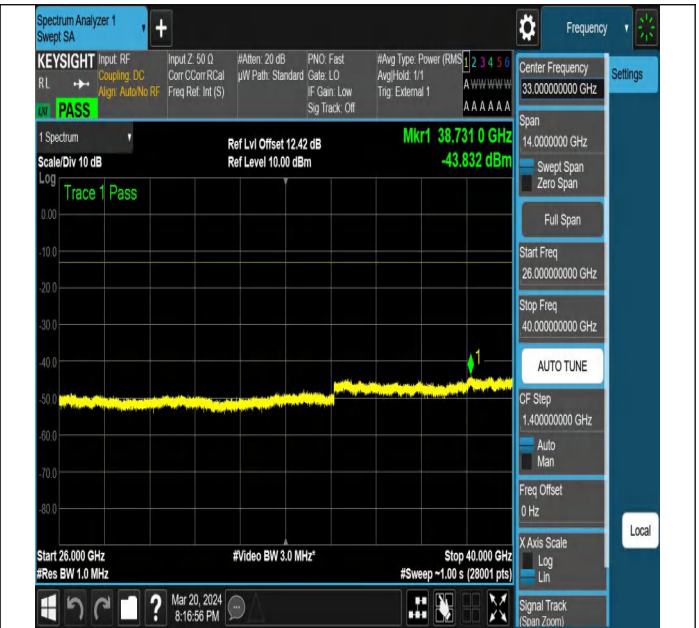 Spectrum Analyzer 1
Swept SA
+
Frequency
KEYSIGHT
RL
PASS
Input: RF
Coupling: DC
Align: Auto/No RF
Input Z: 50 Ω
Corr CCorr RCal
Freq Ref: Int (S)
#Atten: 20 dB
µW Path: Standard
PNO: Fast
Gate: LO
IF Gain: Low
Sig Track: Off
#Avg Type: Power (RMS)
Avg|Hold: 1/1
Trig: External 1
1 2 3 4 5 6
A W W W W W
A A A A A A
Settings
1 Spectrum
Scale/Div 10 dB
Ref Lvl Offset 12.42 dB
Ref Level 10.00 dBm
Mkr1 38.731 0 GHz
-43.832 dBm
Log
Trace 1 Pass
0.00
-10.0
-20.0
-30.0
-40.0
-50.0
-60.0
-70.0
-80.0
1
Start 26.000 GHz
#Res BW 1.0 MHz
#Video BW 3.0 MHz*
Stop 40.000 GHz
#Sweep ~1.00 s (28001 pts)
Center Frequency
33.000000000 GHz
Span
14.0000000 GHz
Swept Span
Zero Span
Full Span
Start Freq
26.000000000 GHz
Stop Freq
40.000000000 GHz
AUTO TUNE
CF Step
1.400000000 GHz
Auto
Man
Freq Offset
0 Hz
X Axis Scale
Log
Lin
Signal Track
(Span Zoom)
Local
?
Mar 20, 2024
8:16:56 PM